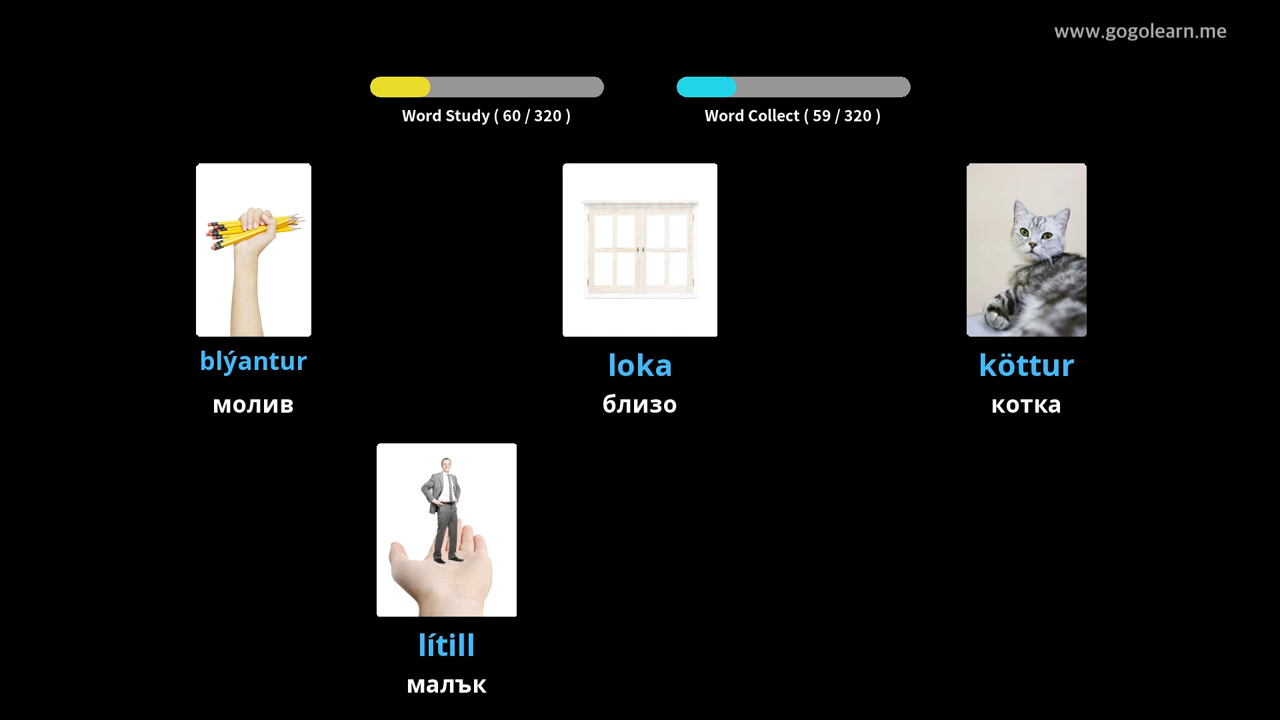 www.gogolearn.me
Word Study ( 60 / 320 )
Word Collect ( 59 / 320 )
blýantur
молив
loka
близо
köttur
котка
lítill
малък